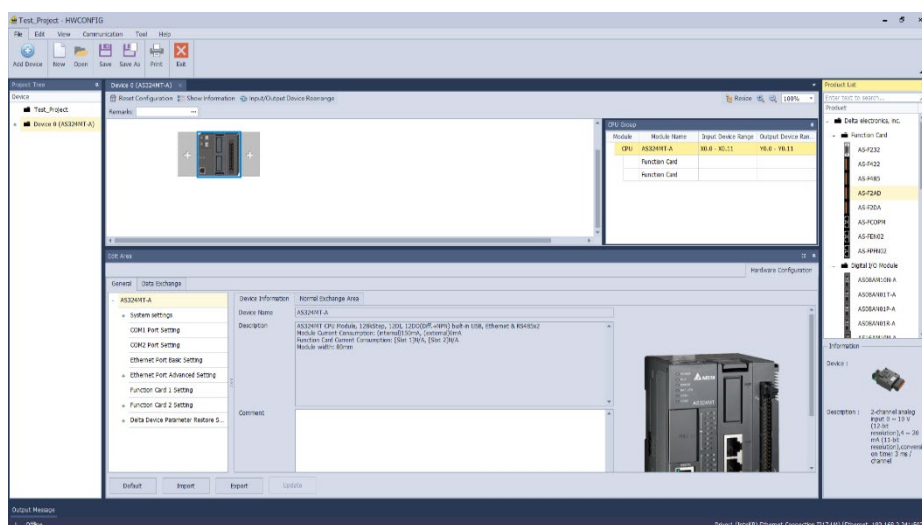 Test_Project - HWCONFIG
File Edit View Communication Tool Help
Add Device New Open Save Save As Print Exit
Project Tree
Device
Test_Project
Device 0 (AS324MT-A)
Device 0 (AS324MT-A)
Reset Configuration Show Information Input/Output Device Rearrange
Resize 100%
Remarks:
CPU Group
Module Module Name Input Device Range Output Device Ran...
CPU AS324MT-A X0.0 - X0.11 Y0.0 - Y0.11
Function Card
Function Card
Product List
Enter text to search...
Product
Delta electronics, inc.
Function Card
AS-F232
AS-F422
AS-F485
AS-F2AD
AS-F2DA
AS-FCOPM
AS-FEN02
AS-FPFN02
Digital I/O Module
AS08AM10N-A
AS08AN01T-A
AS08AN01P-A
AS08AN01R-A
Edit Area
Hardware Configuration
General Data Exchange
AS324MT-A
System settings
COM1 Port Setting
COM2 Port Setting
Ethernet Port Basic Setting
Ethernet Port Advanced Setting
Function Card 1 Setting
Function Card 2 Setting
Delta Device Parameter Restore S...
Device Information Normal Exchange Area
Device Name AS324MT-A
Description AS324MT CPU Module, 128kStep, 12DI, 12DO(Diff.+NPN) built-in USB, Ethernet & RS485x2
Module Current Consumption: (internal)150mA, (external)0mA
Function Card Current Consumption: [Slot 1]N/A, [Slot 2]N/A
Module width: 80mm
Comment
Default Import Export Update
Information
Device :
Description : 2-channel analog
input 0 ~ 10 V
(12-bit
resolution),4 ~ 20
mA (11-bit
resolution),conversi
on time: 3 ms /
channel
Output Message
Offline